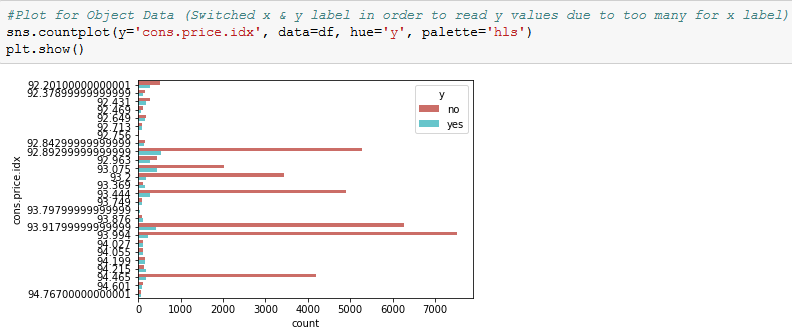 #Plot for Object Data (Switched x & y label in order to read y values due to too many for x label)
sns.countplot(y='cons.price.idx', data=df, hue='y', palette='hls')
plt.show()
y
no
yes
cons.price.idx
92.20100000000001
92.37899999999999
92.431
92.469
92.649
92.713
92.756
92.84299999999999
92.89299999999999
92.963
93.075
93.2
93.369
93.444
93.749
93.79799999999999
93.876
93.91799999999999
93.994
94.027
94.055
94.199
94.215
94.465
94.601
94.76700000000001
0 1000 2000 3000 4000 5000 6000 7000
count